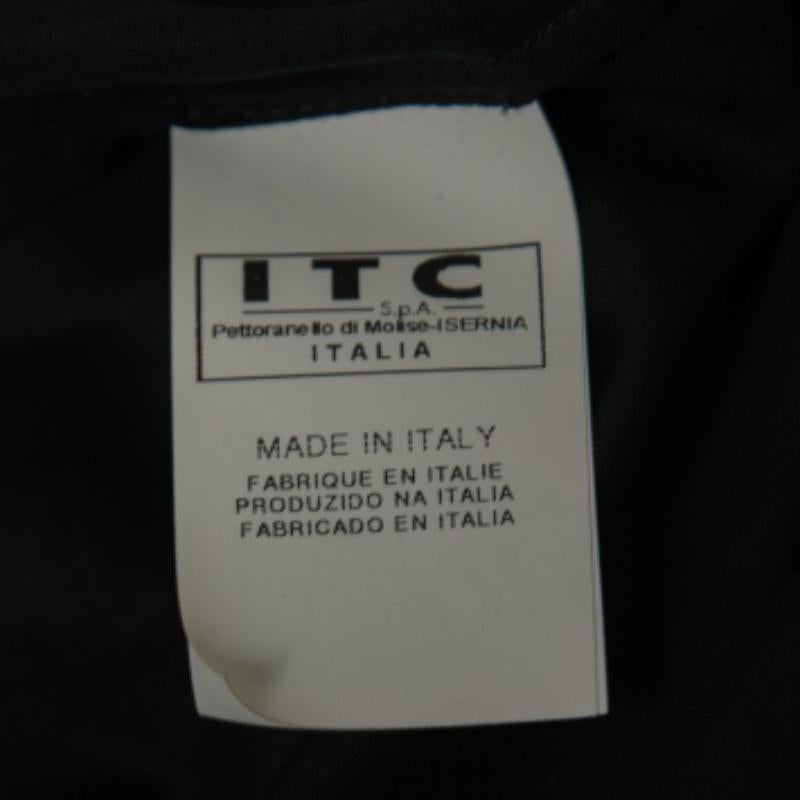 ITC
S.p.A.
Pettoranello di Molise-ISERNIA
ITALIA
MADE IN ITALY
FABRIQUE EN ITALIE
PRODUZIDO NA ITALIA
FABRICADO EN ITALIA